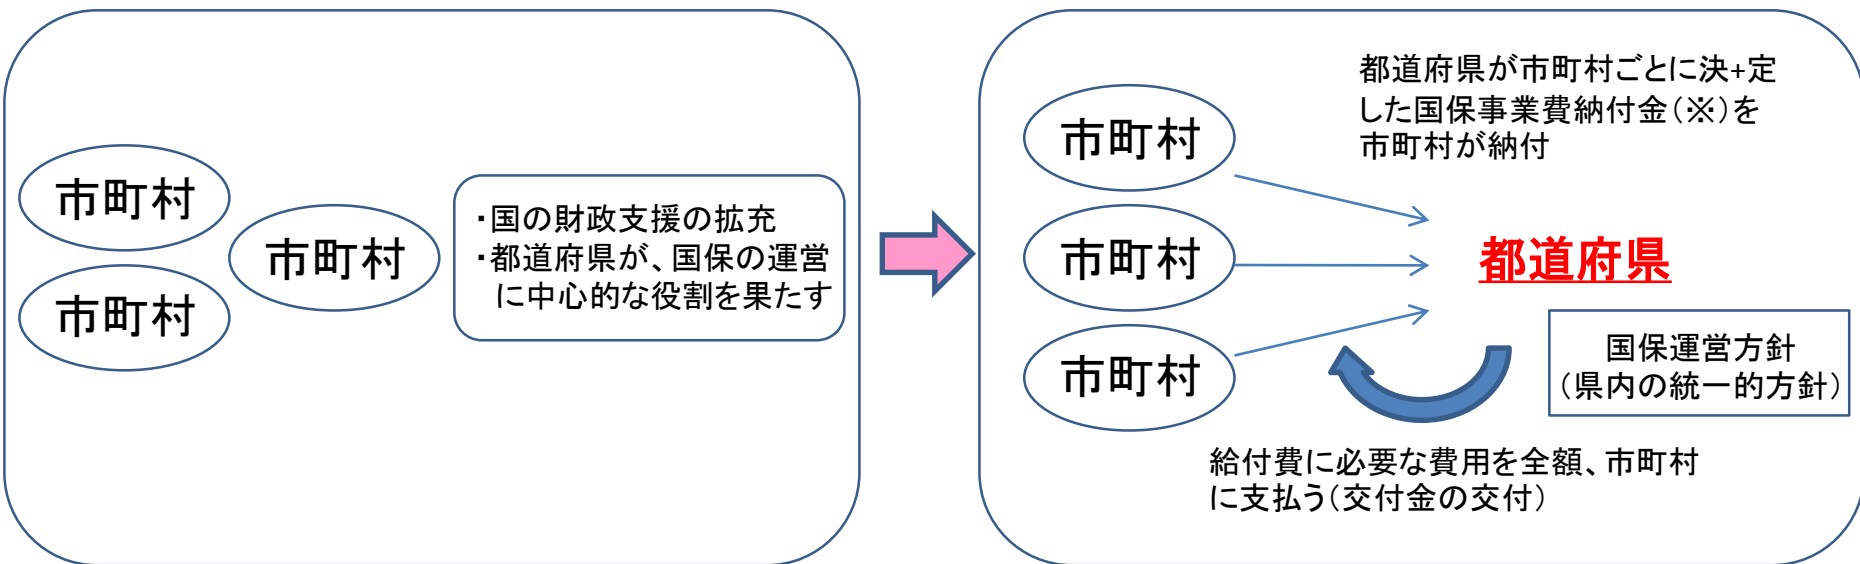 市町村
市町村
市町村
・国の財政支援の拡充
・都道府県が、国保の運営
に中心的な役割を果たす
市町村
市町村
市町村
都道府県が市町村ごとに決+定
した国保事業費納付金（※）を
市町村が納付
都道府県
国保運営方針
（県内の統一的方針）
給付費に必要な費用を全額、市町村
に支払う（交付金の交付）